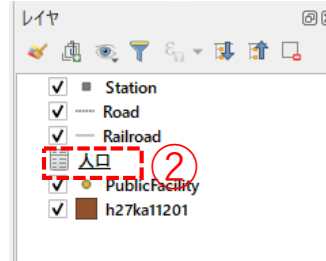 レイヤ
Station
Road
Railroad
人口
②
PublicFacility
h27ka11201